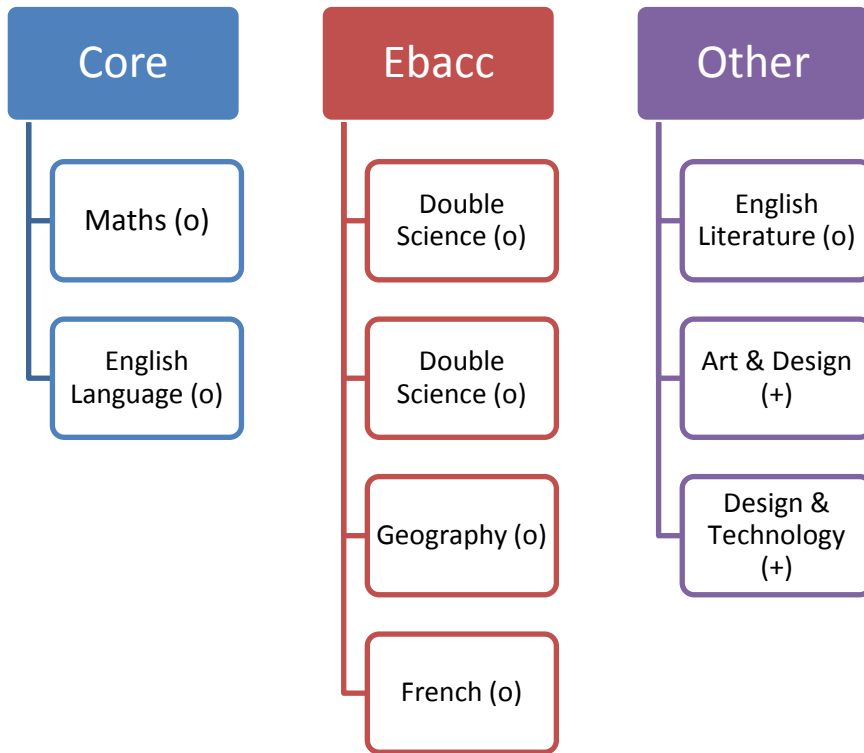 Core
Maths (o)
English
Language (o)
Ebacc
Double
Science (o)
Double
Science (o)
Geography (o)
French (o)
Other
English
Literature (o)
Art & Design
(+)
Design &
Technology
(+)